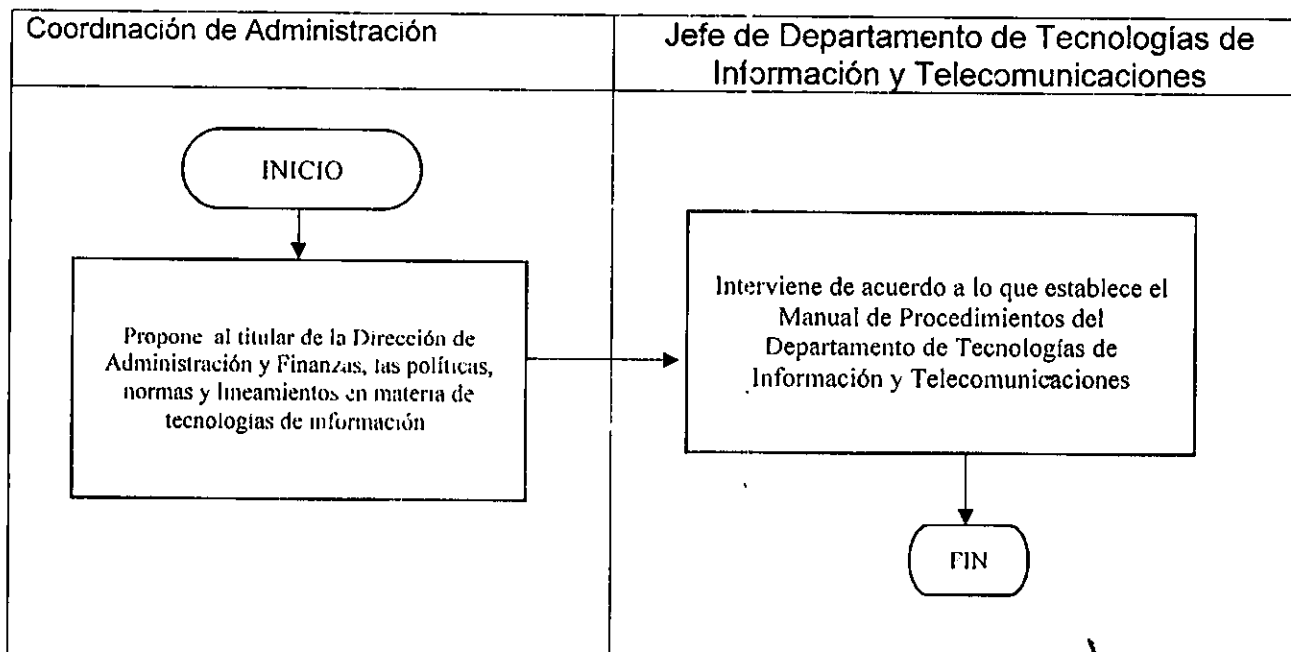 Coordinación de Administración
Jefe de Departamento de Tecnologías de
Información y Telecomunicaciones
INICIO
Propone al titular de la Dirección de
Administración y Finanzas, las políticas,
normas y lineamientos en materia de
tecnologías de información
Interviene de acuerdo a lo que establece el
Manual de Procedimientos del
Departamento de Tecnologías de
Información y Telecomunicaciones
FIN